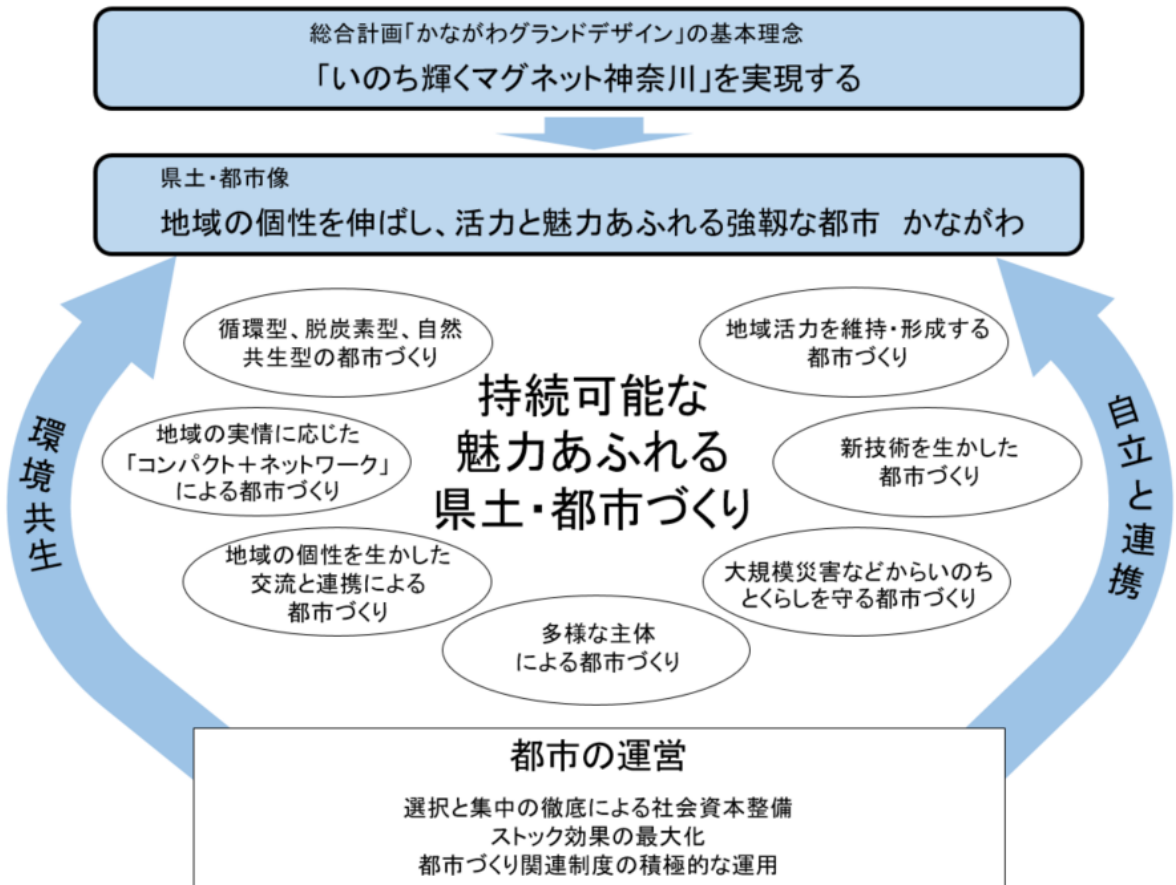 総合計画「かながわグランドデザイン」の基本理念
「いのち輝くマグネット神奈川」を実現する
県土・都市像
地域の個性を伸ばし、活力と魅力あふれる強靱な都市　かながわ
循環型、脱炭素型、自然
共生型の都市づくり
地域活力を維持・形成する
都市づくり
持続可能な
魅力あふれる
県土・都市づくり
環境共生
自立と連携
地域の実情に応じた
「コンパクト＋ネットワーク」
による都市づくり
新技術を生かした
都市づくり
地域の個性を生かした
交流と連携による
都市づくり
大規模災害などからいのち
とくらしを守る都市づくり
多様な主体
による都市づくり
都市の運営
選択と集中の徹底による社会資本整備
ストック効果の最大化
都市づくり関連制度の積極的な運用